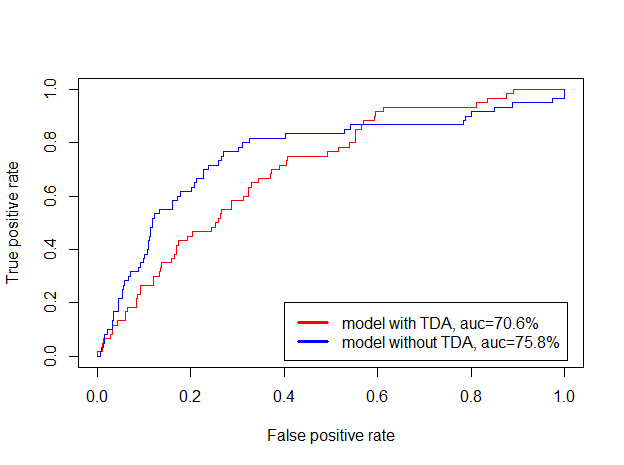 True positive rate
1.0
0.8
0.6
0.4
0.2
0.0
model with TDA, auc=70.6%
model without TDA, auc=75.8%
0.0 0.2 0.4 0.6 0.8 1.0
False positive rate